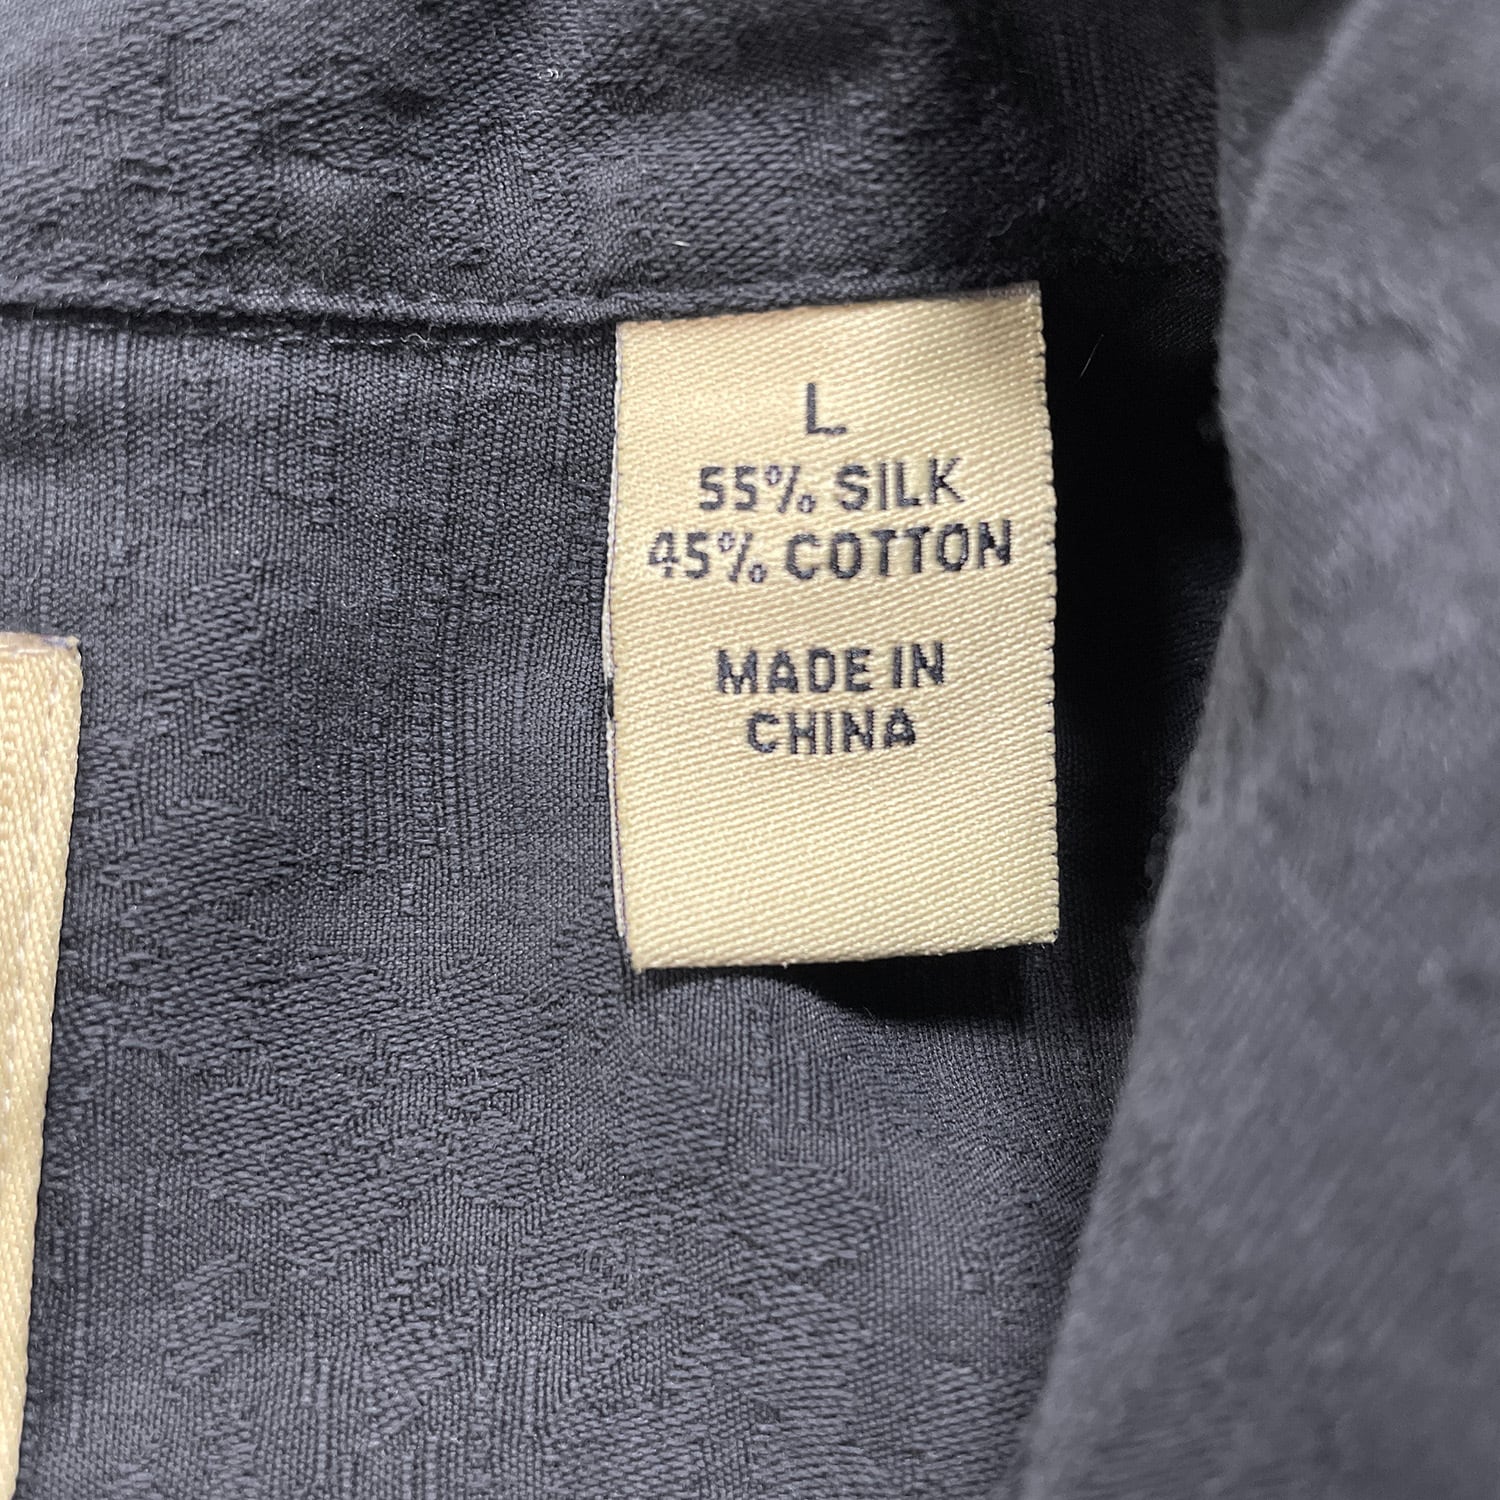 L
55% SILK
45% COTTON
MADE IN
CHINA